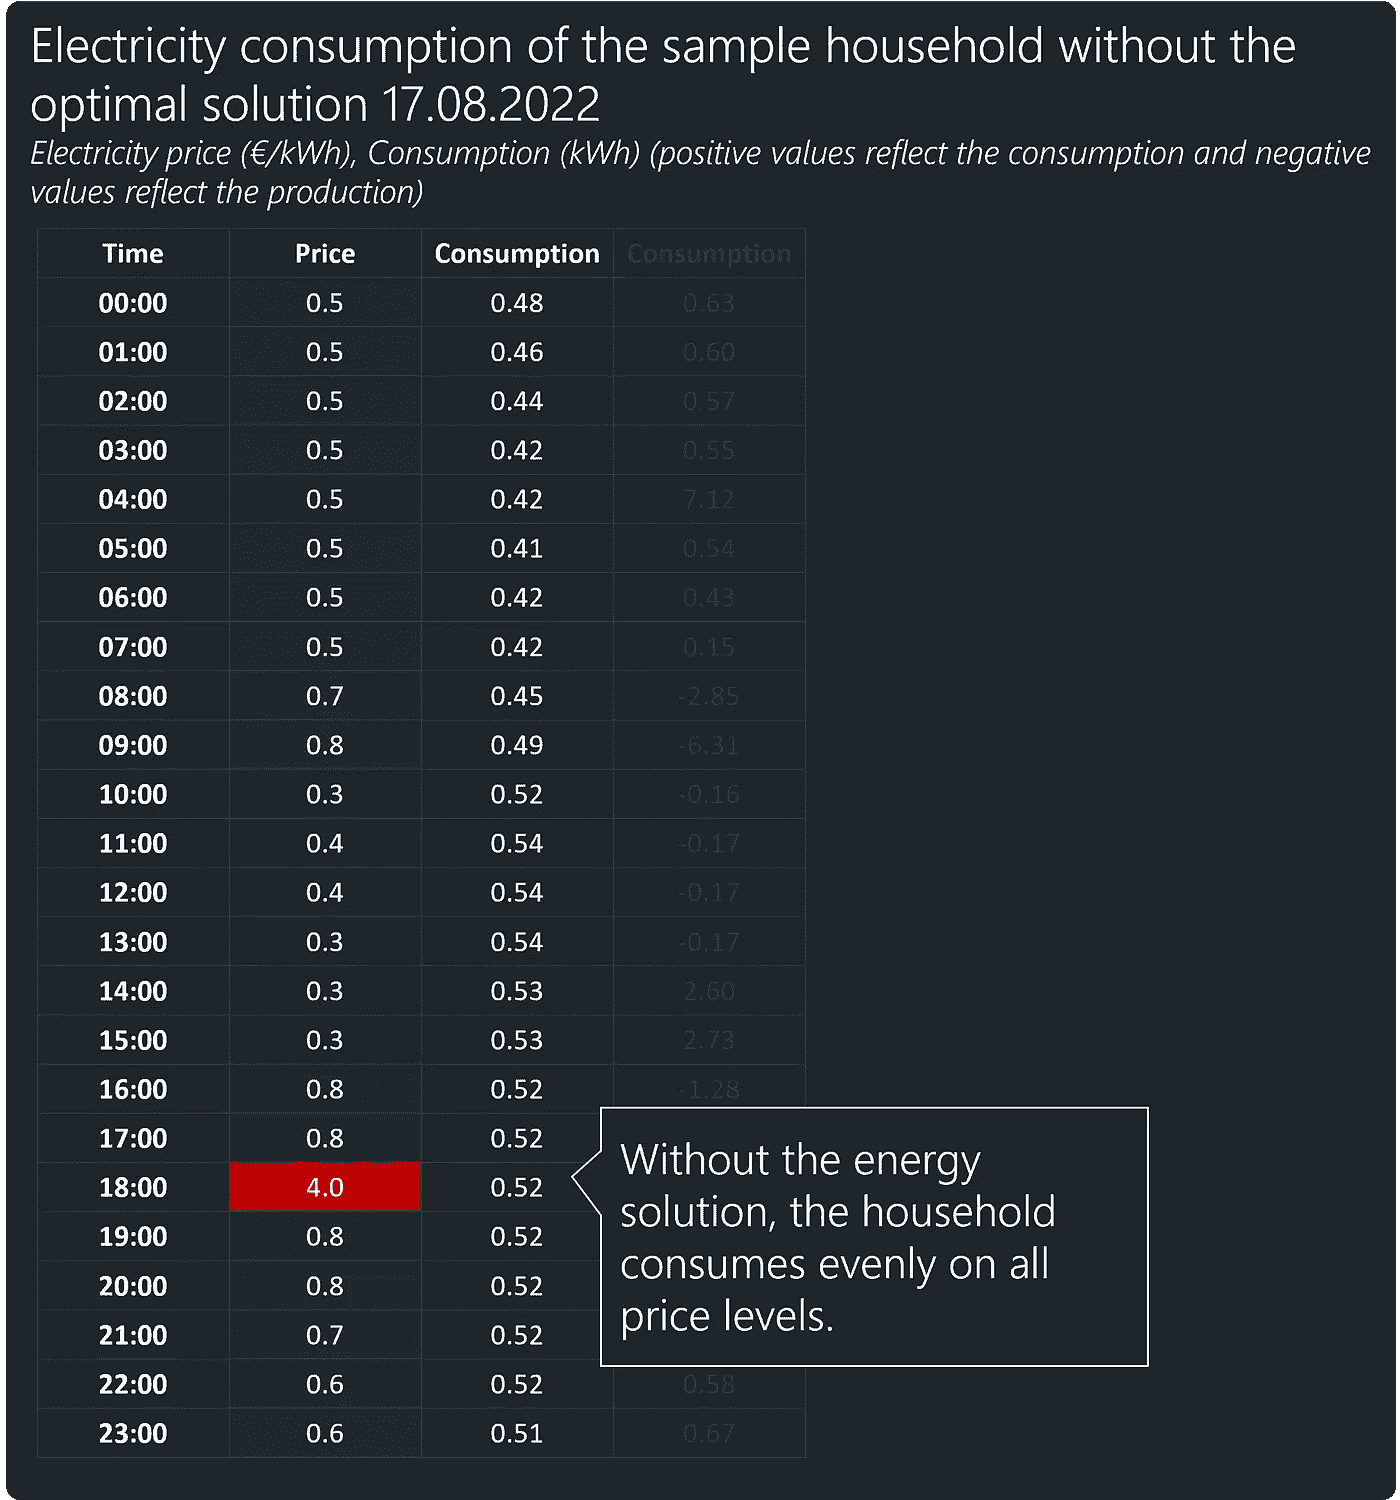 Electricity consumption of the sample household without the
optimal solution 17.08.2022
Electricity price (€/kWh), Consumption (kWh) (positive values reflect the consumption and negative
values reflect the production)
Time Price Consumption Consumption
00:00 0.5 0.48 0.63
01:00 0.5 0.46 0.60
02:00 0.5 0.44 0.57
03:00 0.5 0.42 0.55
04:00 0.5 0.42 7.12
05:00 0.5 0.41 0.54
06:00 0.5 0.42 0.43
07:00 0.5 0.42 0.15
08:00 0.7 0.45 -2.85
09:00 0.8 0.49 -6.31
10:00 0.3 0.52 -0.16
11:00 0.4 0.54 -0.17
12:00 0.4 0.54 -0.17
13:00 0.3 0.54 -0.17
14:00 0.3 0.53 2.60
15:00 0.3 0.53 2.73
16:00 0.8 0.52 -1.28
17:00 0.8 0.52
18:00 4.0 0.52
19:00 0.8 0.52
20:00 0.8 0.52
21:00 0.7 0.52
22:00 0.6 0.52 0.58
23:00 0.6 0.51 0.67
Without the energy
solution, the household
consumes evenly on all
price levels.